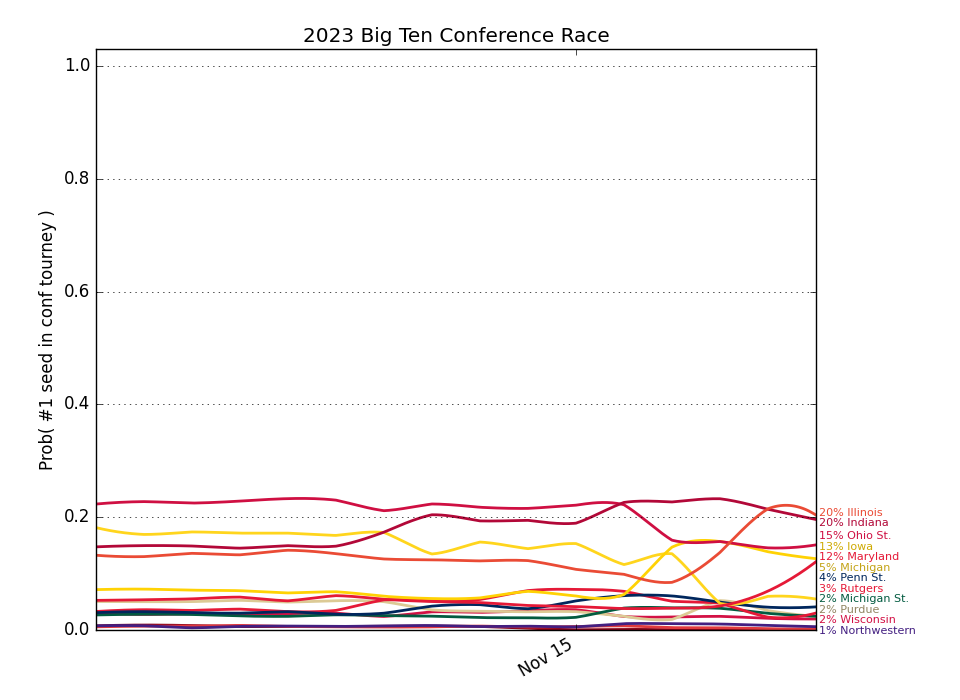 2023 Big Ten Conference Race
Prob( #1 seed in conf tourney )
1.0
0.8
0.6
0.4
0.2
0.0
Nov 15
20% Illinois
20% Indiana
15% Ohio St.
13% Iowa
12% Maryland
5% Michigan
4% Penn St.
3% Rutgers
2% Michigan St.
2% Purdue
2% Wisconsin
1% Northwestern